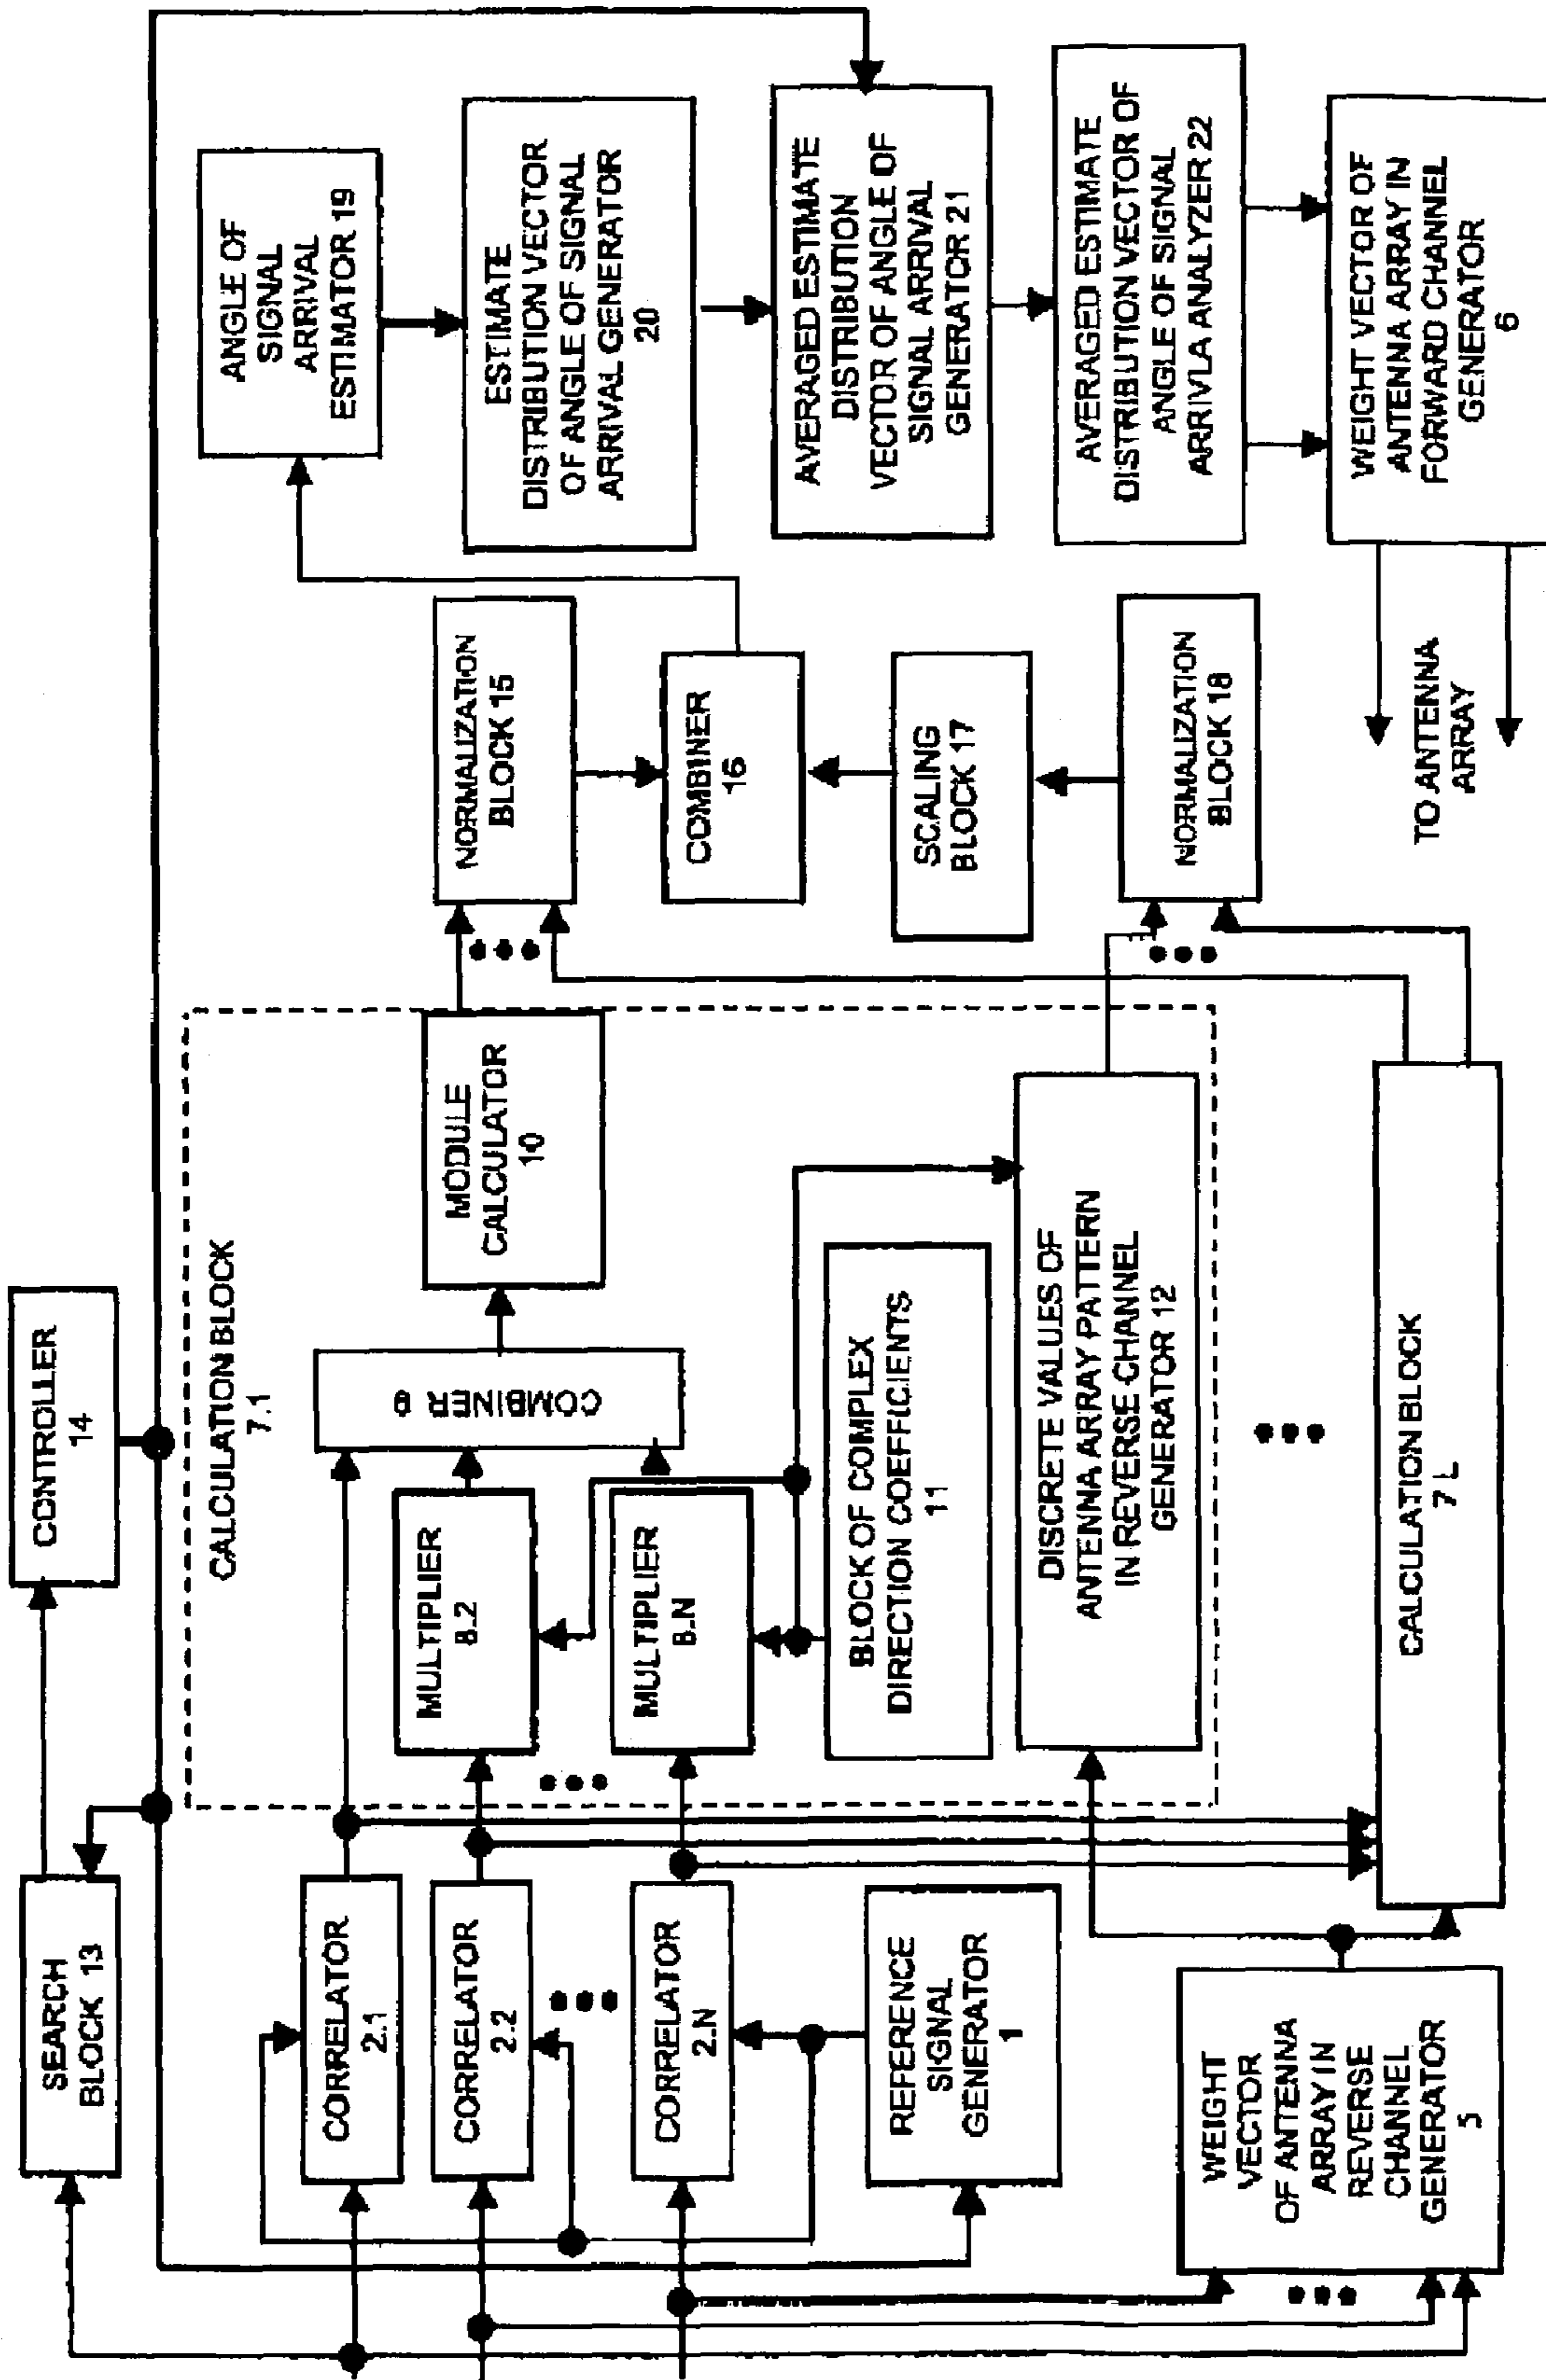 SEARCH
BLOCK 13
CONTROLLER
14
CORRELATOR
2.1
CORRELATOR
2.2
CORRELATOR
2.N
REFERENCE
SIGNAL
GENERATOR
1
WEIGHT
VECTOR
OF ANTENNA
ARRAY IN
REVERSE
CHANNEL
GENERATOR
5
CALCULATION BLOCK
7.1
MULTIPLIER
8.2
MULTIPLIER
8.N
COMBINER
MODULE
CALCULATOR
10
BLOCK OF COMPLEX
DIRECTION COEFFICIENTS
11
DISCRETE VALUES OF
ANTENNA ARRAY PATTERN
IN REVERSE CHANNEL
GENERATOR 12
CALCULATION BLOCK
7 L
NORMALIZATION
BLOCK 15
COMBINER
16
SCALING
BLOCK 17
NORMALIZATION
BLOCK 18
ANGLE OF
SIGNAL
ARRIVAL
ESTIMATOR 19
ESTIMATE
DISTRIBUTION VECTOR
OF ANGLE OF SIGNAL
ARRIVAL GENERATOR
20
AVERAGED ESTIMATE
DISTRIBUTION
VECTOR OF ANGLE OF
SIGNAL ARRIVAL
GENERATOR 21
AVERAGED ESTIMATE
DISTRIBUTION VECTOR OF
ANGLE OF SIGNAL
ARRIVLA ANALYZER 22
WEIGHT VECTOR OF
ANTENNA ARRAY IN
FORWARD CHANNEL
GENERATOR
6
TO ANTENNA
ARRAY